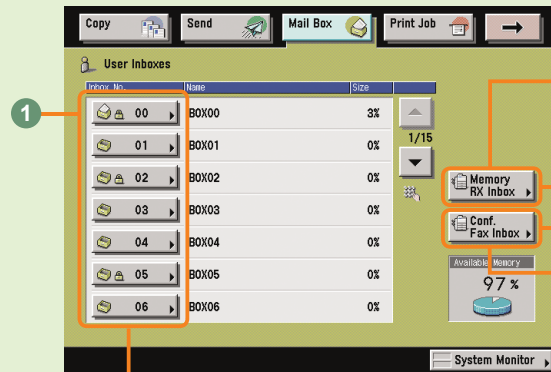 Copy
Send
Mail Box
Print Job
User Inboxes
Inbox No.
Name
Size
1
00
BOX00
3%
01
BOX01
0%
1/15
02
BOX02
0%
03
BOX03
0%
04
BOX04
0%
05
BOX05
0%
06
BOX06
0%
Memory
RX Inbox
Conf.
Fax Inbox
Available Memory
97 %
System Monitor